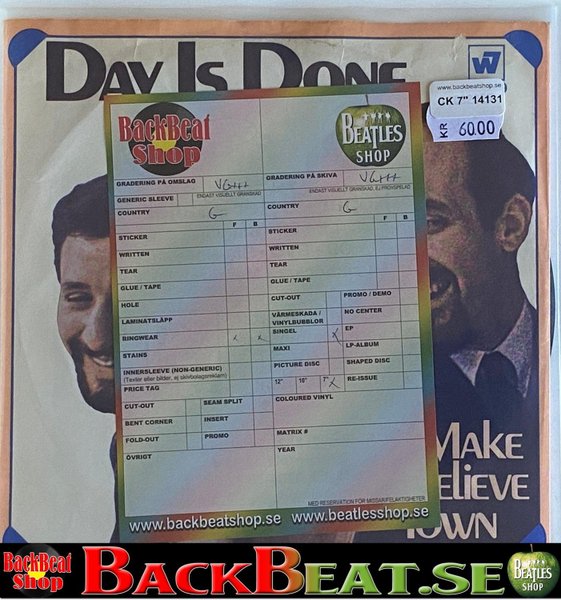 DAY IS DONE
W
www.backbeatshop.se
CK 7" 14131
KR 60.00
BACKBEAT
SHOP
BEATLES
SHOP
GRADERING PÅ OMSLAG VG++
GENERIC SLEEVE ENDAST VISUELLT GRANSKAD
COUNTRY G
F B
STICKER
WRITTEN
TEAR
GLUE / TAPE
HOLE
LAMINATSLÄPP
RINGWEAR x x
STAINS
INNERSLEEVE (NON-GENERIC)
(Texter eller bilder, ej skivbolagsreklam)
PRICE TAG
CUT-OUT SEAM SPLIT
BENT CORNER INSERT
FOLD-OUT PROMO
ÖVRIGT
GRADERING PÅ SKIVA VG++
ENDAST VISUELLT GRANSKAD, EJ PROVSPELAD
COUNTRY G
F B
STICKER
WRITTEN
TEAR
GLUE / TAPE
CUT-OUT PROMO / DEMO
VÄRMESKADA /
VINYLBUBBLOR NO CENTER
SINGEL x EP
MAXI LP-ALBUM
PICTURE DISC SHAPED DISC
12" 10" 7" x RE-ISSUE
COLOURED VINYL
MATRIX #
YEAR
MED RESERVATION FÖR MISSAR/FELAKTIGHETER
www.backbeatshop.se www.beatlesshop.se
MAKE
BELIEVE
TOWN
BACKBEAT
SHOP
BACKBEAT.SE
BEATLES
SHOP